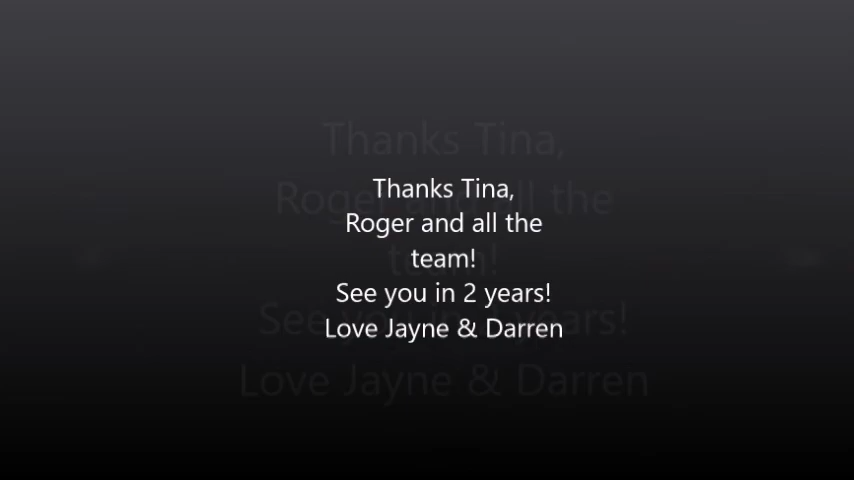 Thanks Tina,
Roger and all the
team!
See you in 2 years!
Love Jayne & Darren